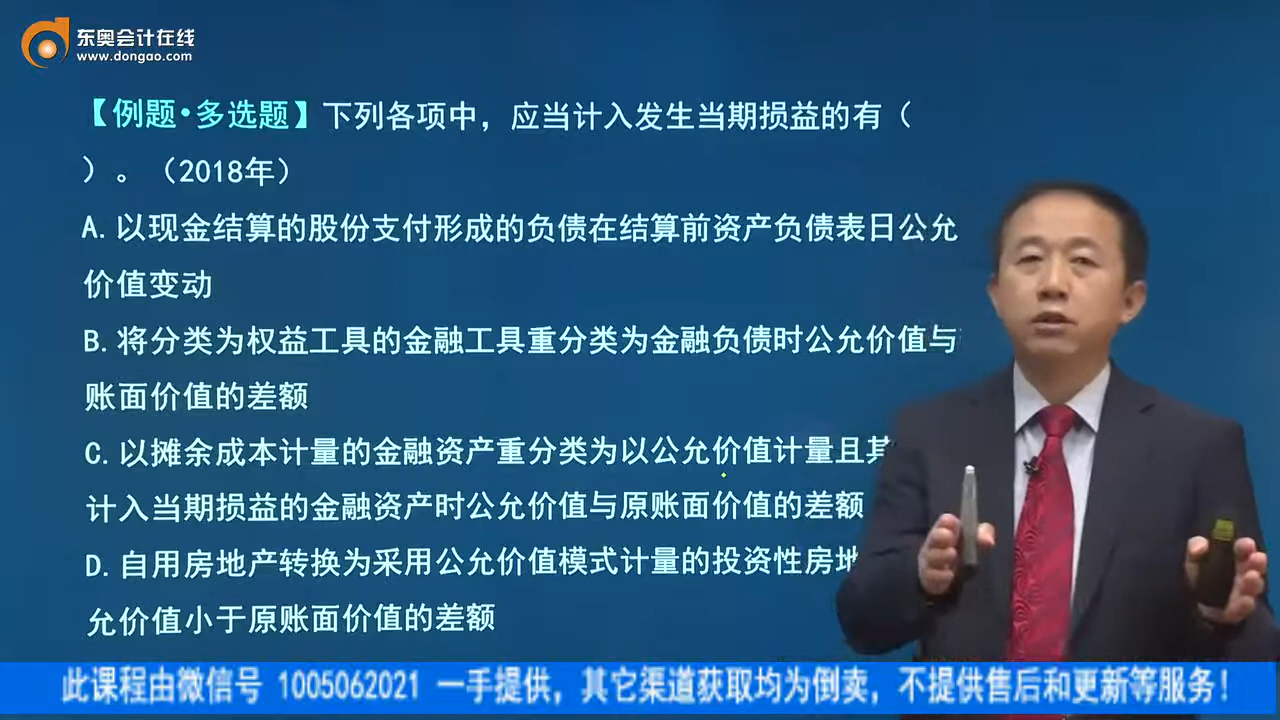 东奥会计在线
www.dongao.com
【例题•多选题】下列各项中，应当计入发生当期损益的有（
）。（2018年）
A.以现金结算的股份支付形成的负债在结算前资产负债表日公允
价值变动
B.将分类为权益工具的金融工具重分类为金融负债时公允价值与
账面价值的差额
C.以摊余成本计量的金融资产重分类为以公允价值计量且其
计入当期损益的金融资产时公允价值与原账面价值的差额
D.自用房地产转换为采用公允价值模式计量的投资性房地
允价值小于原账面价值的差额
此课程由微信号 1005062021 一手提供，其它渠道获取均为倒卖，不提供售后和更新等服务！